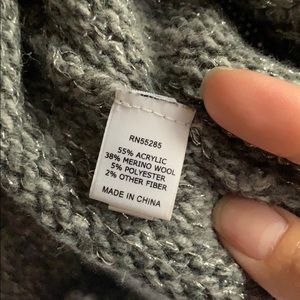 RN55285
55% ACRYLIC
38% MERINO WOOL
5% POLYESTER
2% OTHER FIBER
MADE IN CHINA